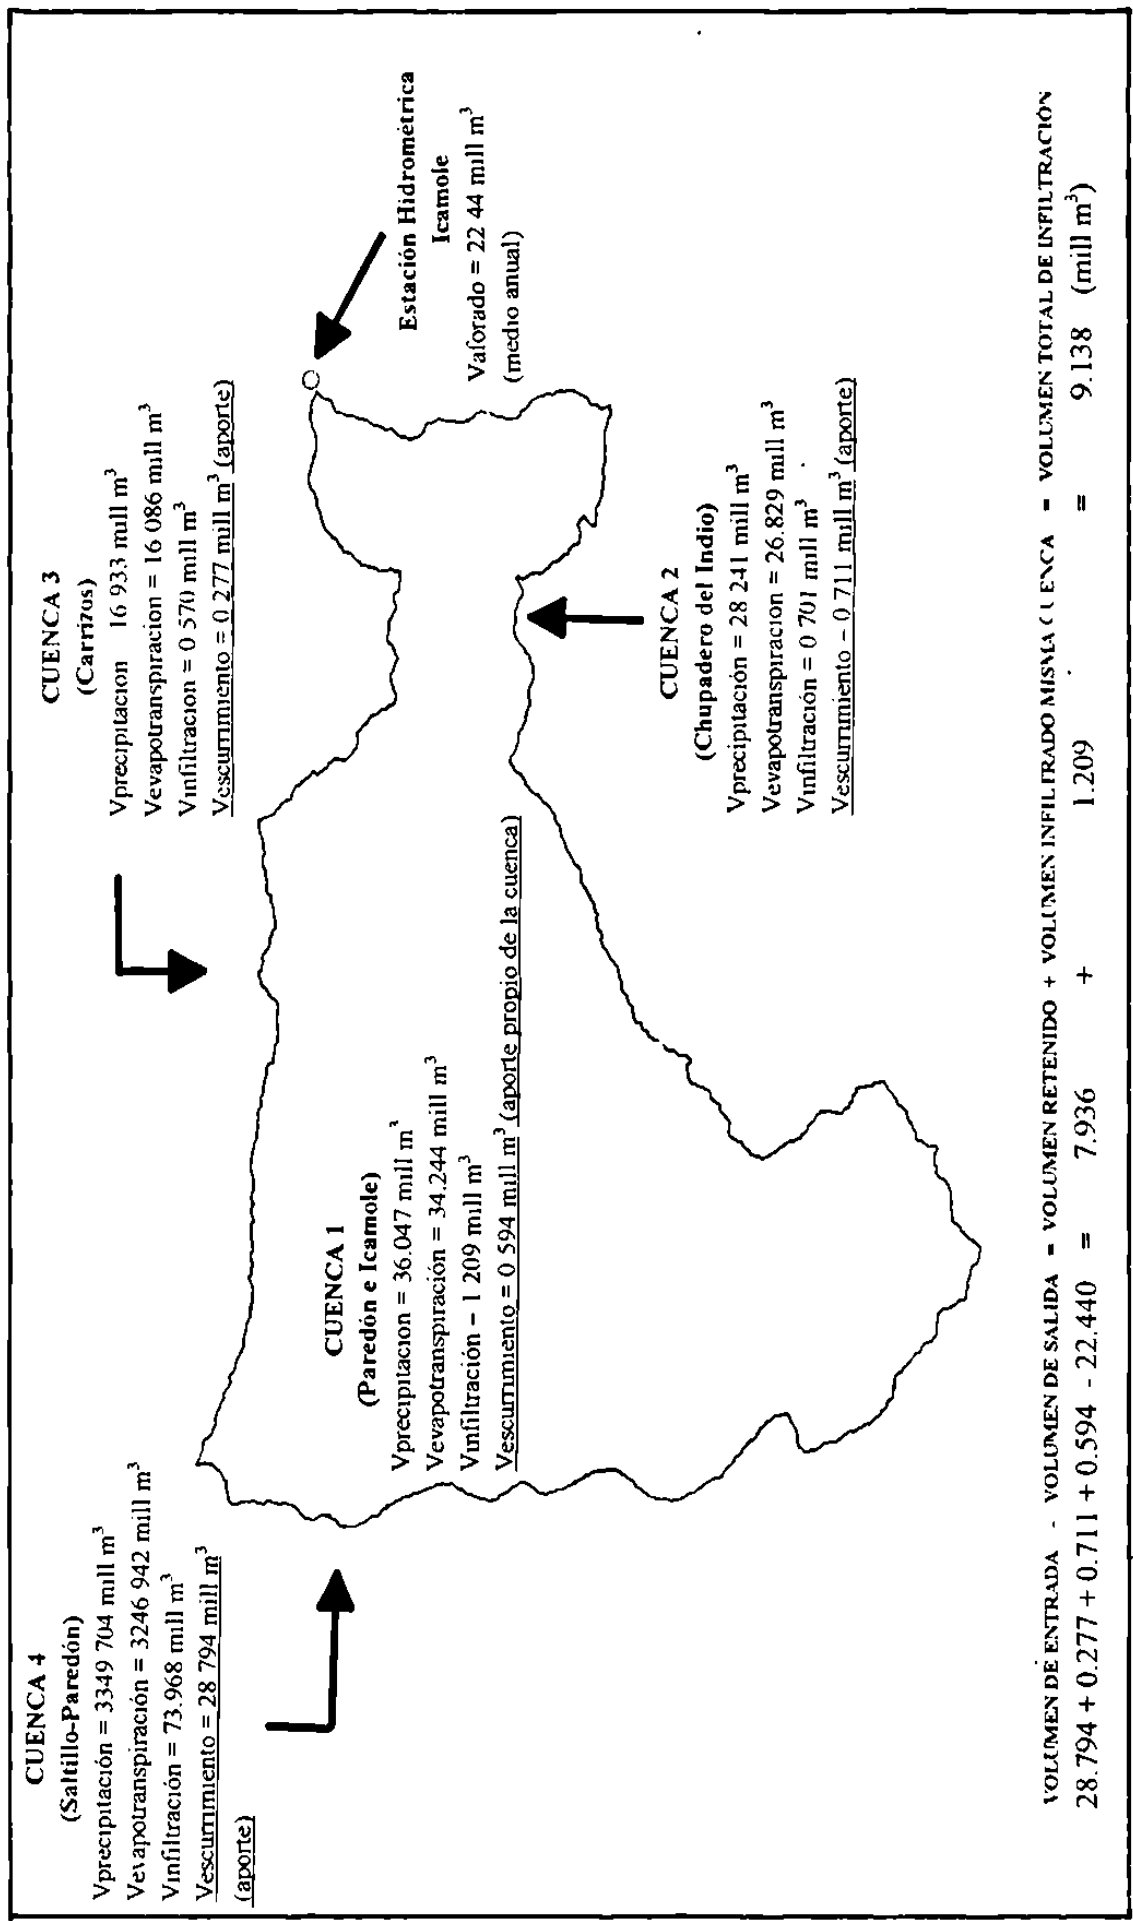 CUENCA 4
(Saltillo-Paredón)
Vprecipitación = 3349 704 mill m³
Vevapotranspiración = 3246 942 mill m³
Vinfiltración = 73.968 mill m³
Vescurrimiento = 28 794 mill m³
(aporte)
CUENCA 3
(Carrizos)
Vprecipitacion 16 933 mill m³
Vevapotranspiracion = 16 086 mill m³
Vinfiltracion = 0 570 mill m³
Vescurrimiento = 0 277 mill m³ (aporte)
Estación Hidrométrica
Icamole
Vaforado = 22 44 mill m³
(medio anual)
CUENCA 1
(Paredón e Icamole)
Vprecipitacion = 36.047 mill m³
Vevapotranspiración = 34.244 mill m³
Vinfiltración – 1 209 mill m³
Vescurrimiento = 0 594 mill m³ (aporte propio de la cuenca)
CUENCA 2
(Chupadero del Indio)
Vprecipitación = 28 241 mill m³
Vevapotranspiracion = 26.829 mill m³
Vinfiltración = 0 701 mill m³
Vescurrimiento – 0 711 mill m³ (aporte)
VOLUMEN DE ENTRADA - VOLUMEN DE SALIDA = VOLUMEN RETENIDO + VOLUMEN INFILTRADO MISMA CUENCA = VOLUMEN TOTAL DE INFILTRACIÓN
28.794 + 0.277 + 0.711 + 0.594 - 22.440 = 7.936 + 1.209 = 9.138 (mill m³)